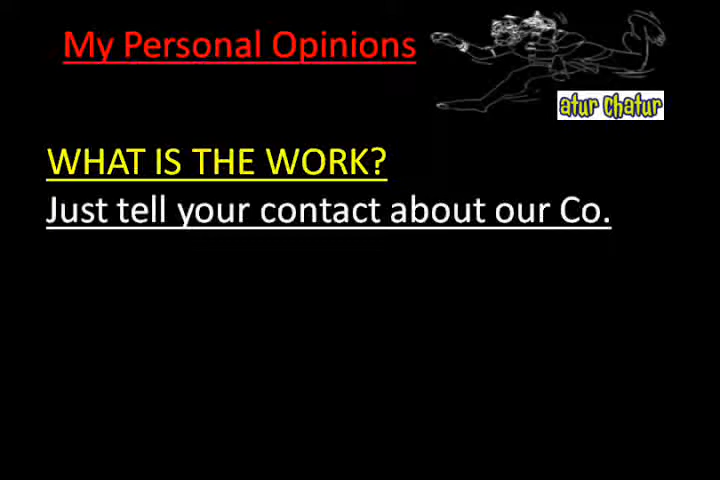 My Personal Opinions
atur Chatur
WHAT IS THE WORK?
Just tell your contact about our Co.